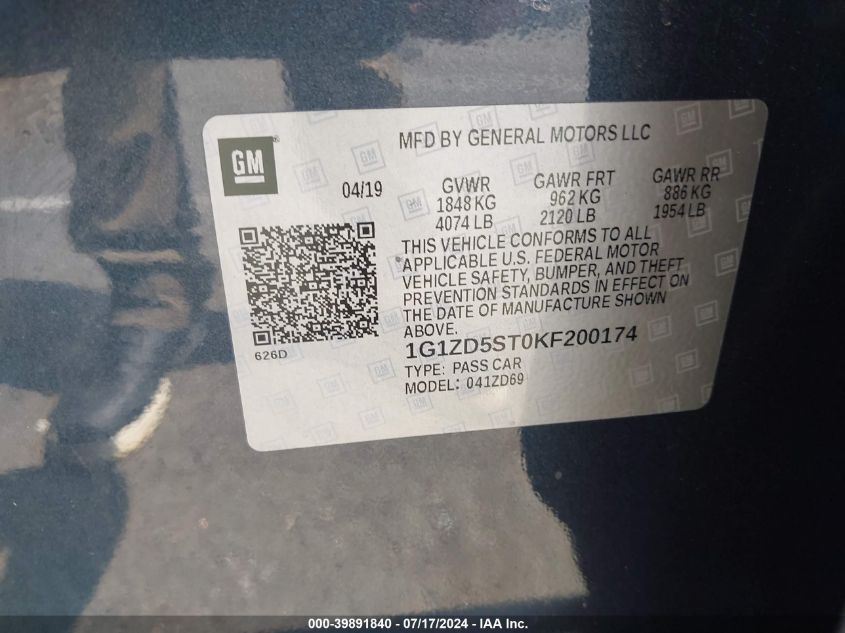 GM
MFD BY GENERAL MOTORS LLC
04/19
GVWR
1848 KG
4074 LB
GAWR FRT
962 KG
2120 LB
GAWR RR
886 KG
1954 LB
THIS VEHICLE CONFORMS TO ALL
APPLICABLE U.S. FEDERAL MOTOR
VEHICLE SAFETY, BUMPER, AND THEFT
PREVENTION STANDARDS IN EFFECT ON
THE DATE OF MANUFACTURE SHOWN
ABOVE.
626D
1G1ZD5ST0KF200174
TYPE: PASS CAR
MODEL: 041ZD69
000-39891840 - 07/17/2024 - IAA Inc.